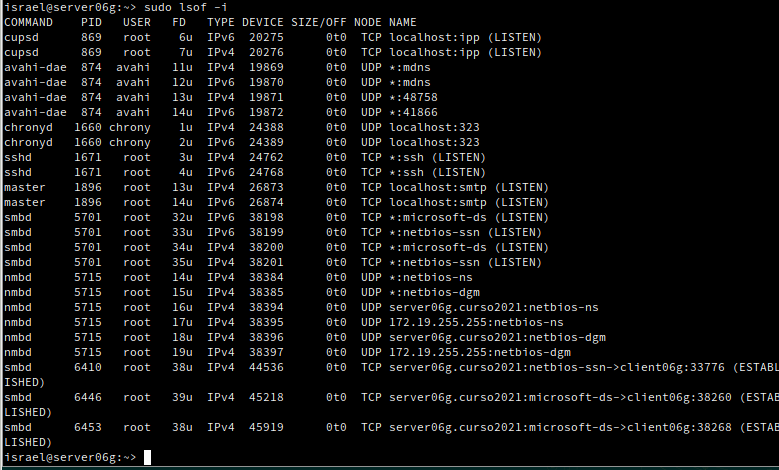 israel@server06g:~> sudo lsof -i
COMMAND    PID   USER   FD   TYPE DEVICE SIZE/OFF NODE NAME
cupsd      869   root    6u  IPv6  20275      0t0  TCP localhost:ipp (LISTEN)
cupsd      869   root    7u  IPv4  20276      0t0  TCP localhost:ipp (LISTEN)
avahi-dae  874  avahi   11u  IPv4  19869      0t0  UDP *:mdns
avahi-dae  874  avahi   12u  IPv6  19870      0t0  UDP *:mdns
avahi-dae  874  avahi   13u  IPv4  19871      0t0  UDP *:48758
avahi-dae  874  avahi   14u  IPv6  19872      0t0  UDP *:41866
chronyd   1660 chrony    1u  IPv4  24388      0t0  UDP localhost:323
chronyd   1660 chrony    2u  IPv6  24389      0t0  UDP localhost:323
sshd      1671   root    3u  IPv4  24762      0t0  TCP *:ssh (LISTEN)
sshd      1671   root    4u  IPv6  24768      0t0  TCP *:ssh (LISTEN)
master    1896   root   13u  IPv4  26873      0t0  TCP localhost:smtp (LISTEN)
master    1896   root   14u  IPv6  26874      0t0  TCP localhost:smtp (LISTEN)
smbd      5701   root   32u  IPv6  38198      0t0  TCP *:microsoft-ds (LISTEN)
smbd      5701   root   33u  IPv6  38199      0t0  TCP *:netbios-ssn (LISTEN)
smbd      5701   root   34u  IPv4  38200      0t0  TCP *:microsoft-ds (LISTEN)
smbd      5701   root   35u  IPv4  38201      0t0  TCP *:netbios-ssn (LISTEN)
nmbd      5715   root   14u  IPv4  38384      0t0  UDP *:netbios-ns
nmbd      5715   root   15u  IPv4  38385      0t0  UDP *:netbios-dgm
nmbd      5715   root   16u  IPv4  38394      0t0  UDP server06g.curso2021:netbios-ns
nmbd      5715   root   17u  IPv4  38395      0t0  UDP 172.19.255.255:netbios-ns
nmbd      5715   root   18u  IPv4  38396      0t0  UDP server06g.curso2021:netbios-dgm
nmbd      5715   root   19u  IPv4  38397      0t0  UDP 172.19.255.255:netbios-dgm
smbd      6410   root   38u  IPv4  44536      0t0  TCP server06g.curso2021:netbios-ssn->client06g:33776 (ESTABL
ISHED)
smbd      6446   root   39u  IPv4  45218      0t0  TCP server06g.curso2021:microsoft-ds->client06g:38260 (ESTAB
LISHED)
smbd      6453   root   38u  IPv4  45919      0t0  TCP server06g.curso2021:microsoft-ds->client06g:38268 (ESTAB
LISHED)
israel@server06g:~>